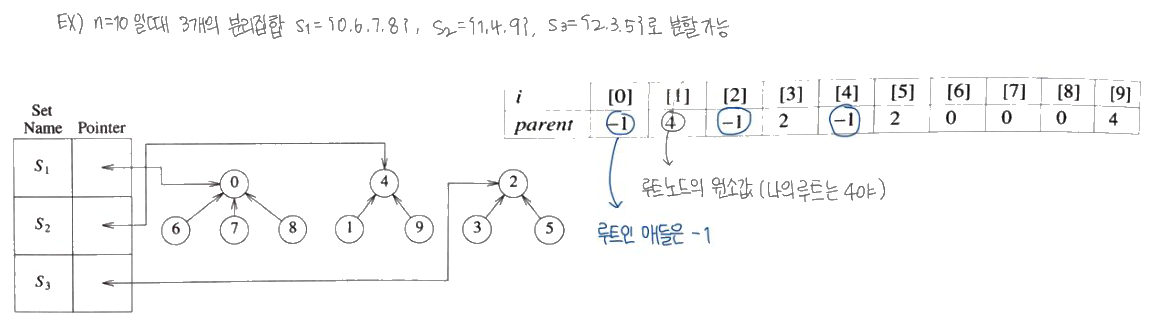 EX) n=10 일때 3개의 분리집합 S1={0.6.7.8}, S2={1.4.9}, S3={2.3.5}로 분할가능
i [0] [1] [2] [3] [4] [5] [6] [7] [8] [9]
parent -1 4 -1 2 -1 2 0 0 0 4
루트노드의 원소값 (나의루트는 4야)
루트인 애들은 -1
Set
Name Pointer
S1
S2
S3
0 4 2
6 7 8 1 9 3 5